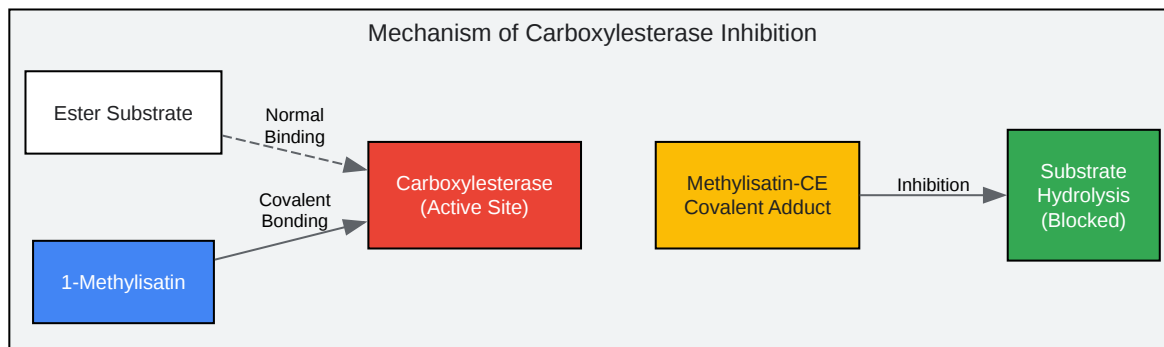 Mechanism of Carboxylesterase Inhibition
Ester Substrate
Normal
Binding
Carboxylesterase
(Active Site)
Covalent
Bonding
1-Methylisatin
Methylisatin-CE
Covalent Adduct
Inhibition
Substrate
Hydrolysis
(Blocked)